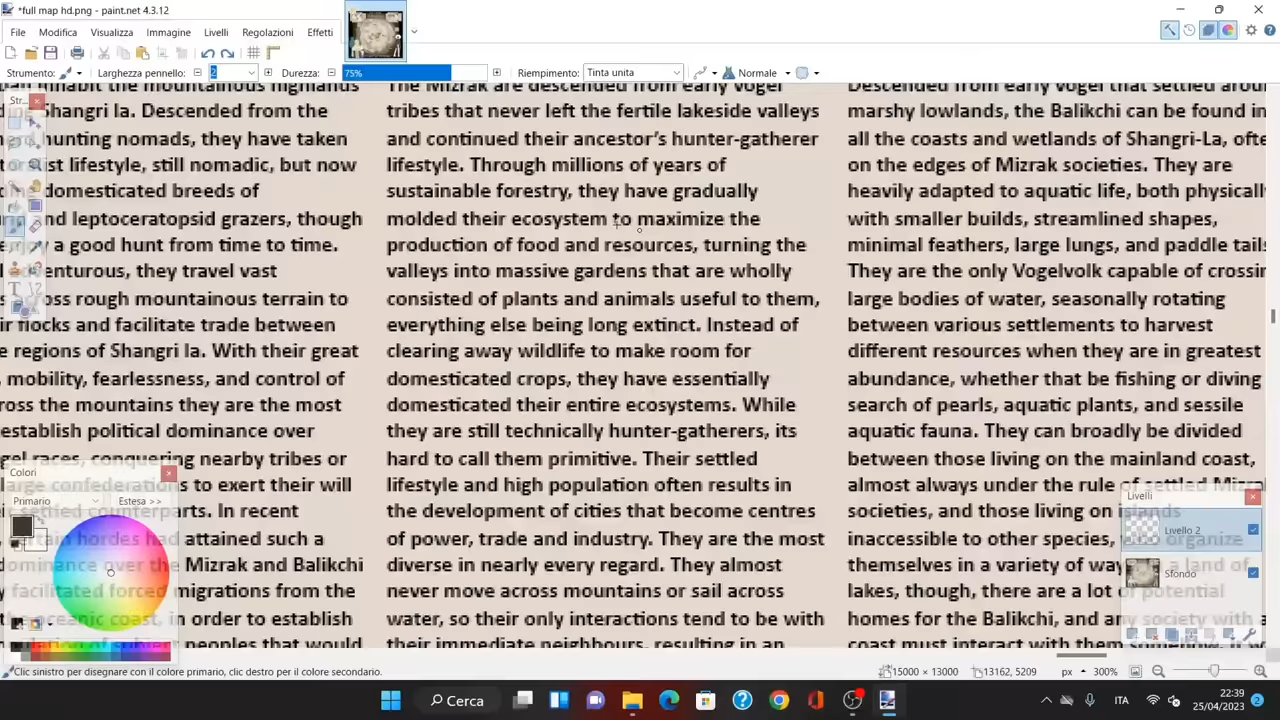 *full map hd.png - paint.net 4.3.12
File Modifica Visualizza Immagine Livelli Regolazioni Effetti
Strumento: Larghezza pennello: 2 Durezza: 75% Riempimento: Tinta unita Normale
inhabit the mountainous highlands
Shangri la. Descended from the
hunting nomads, they have taken
lifestyle, still nomadic, but now
domesticated breeds of
and leptoceratopsid grazers, though
a good hunt from time to time.
they travel vast
rough mountainous terrain to
flocks and facilitate trade between
regions of Shangri la. With their great
mobility, fearlessness, and control of
the mountains they are the most
establish political dominance over
races, conquering nearby tribes or
large confederations to exert their will
settled counterparts. In recent
hordes had attained such a
dominance over the Mizrak and Balikchi
facilitated forced migrations from the
oceanic coast, in order to establish
peoples that would
The Mizrak are descended from early vogel
tribes that never left the fertile lakeside valleys
and continued their ancestor's hunter-gatherer
lifestyle. Through millions of years of
sustainable forestry, they have gradually
molded their ecosystem to maximize the
production of food and resources, turning the
valleys into massive gardens that are wholly
consisted of plants and animals useful to them,
everything else being long extinct. Instead of
clearing away wildlife to make room for
domesticated crops, they have essentially
domesticated their entire ecosystems. While
they are still technically hunter-gatherers, its
hard to call them primitive. Their settled
lifestyle and high population often results in
the development of cities that become centres
of power, trade and industry. They are the most
diverse in nearly every regard. They almost
never move across mountains or sail across
water, so their only interactions tend to be with
their immediate neighbours, resulting in an
Descended from early vogel that settled
marshy lowlands, the Balikchi can be found in
all the coasts and wetlands of Shangri-La,
on the edges of Mizrak societies. They are
heavily adapted to aquatic life, both physically
with smaller builds, streamlined shapes,
minimal feathers, large lungs, and paddle tails
They are the only Vogelvolk capable of
large bodies of water, seasonally rotating
between various settlements to harvest
different resources when they are in greatest
abundance, whether that be fishing or diving
search of pearls, aquatic plants, and sessile
aquatic fauna. They can broadly be divided
between those living on the mainland coast,
almost always under the rule of settled
societies, and those living on islands
inaccessible to other species, organize
themselves in a variety of land of
lakes, though, there are a lot of potential
homes for the Balikchi, and any society with a
coast must interact with them
Colori
Primario Estesa >>
Livelli
Livello 2
Sfondo
Clic sinistro per disegnare con il colore primario, clic destro per il colore secondario.
15000 × 13000 13162, 5209 px 300%
Cerca
ITA
22:39
25/04/2023